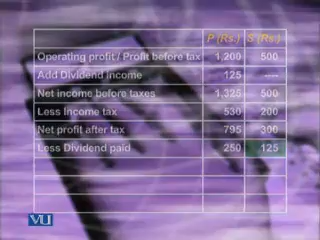 P (Rs.) S (Rs.)
Operating profit / Profit before tax 1,200 500
Add Dividend income 125 ----
Net income before taxes 1,325 500
Less Income tax 530 200
Net profit after tax 795 300
Less Dividend paid 250 125
VU